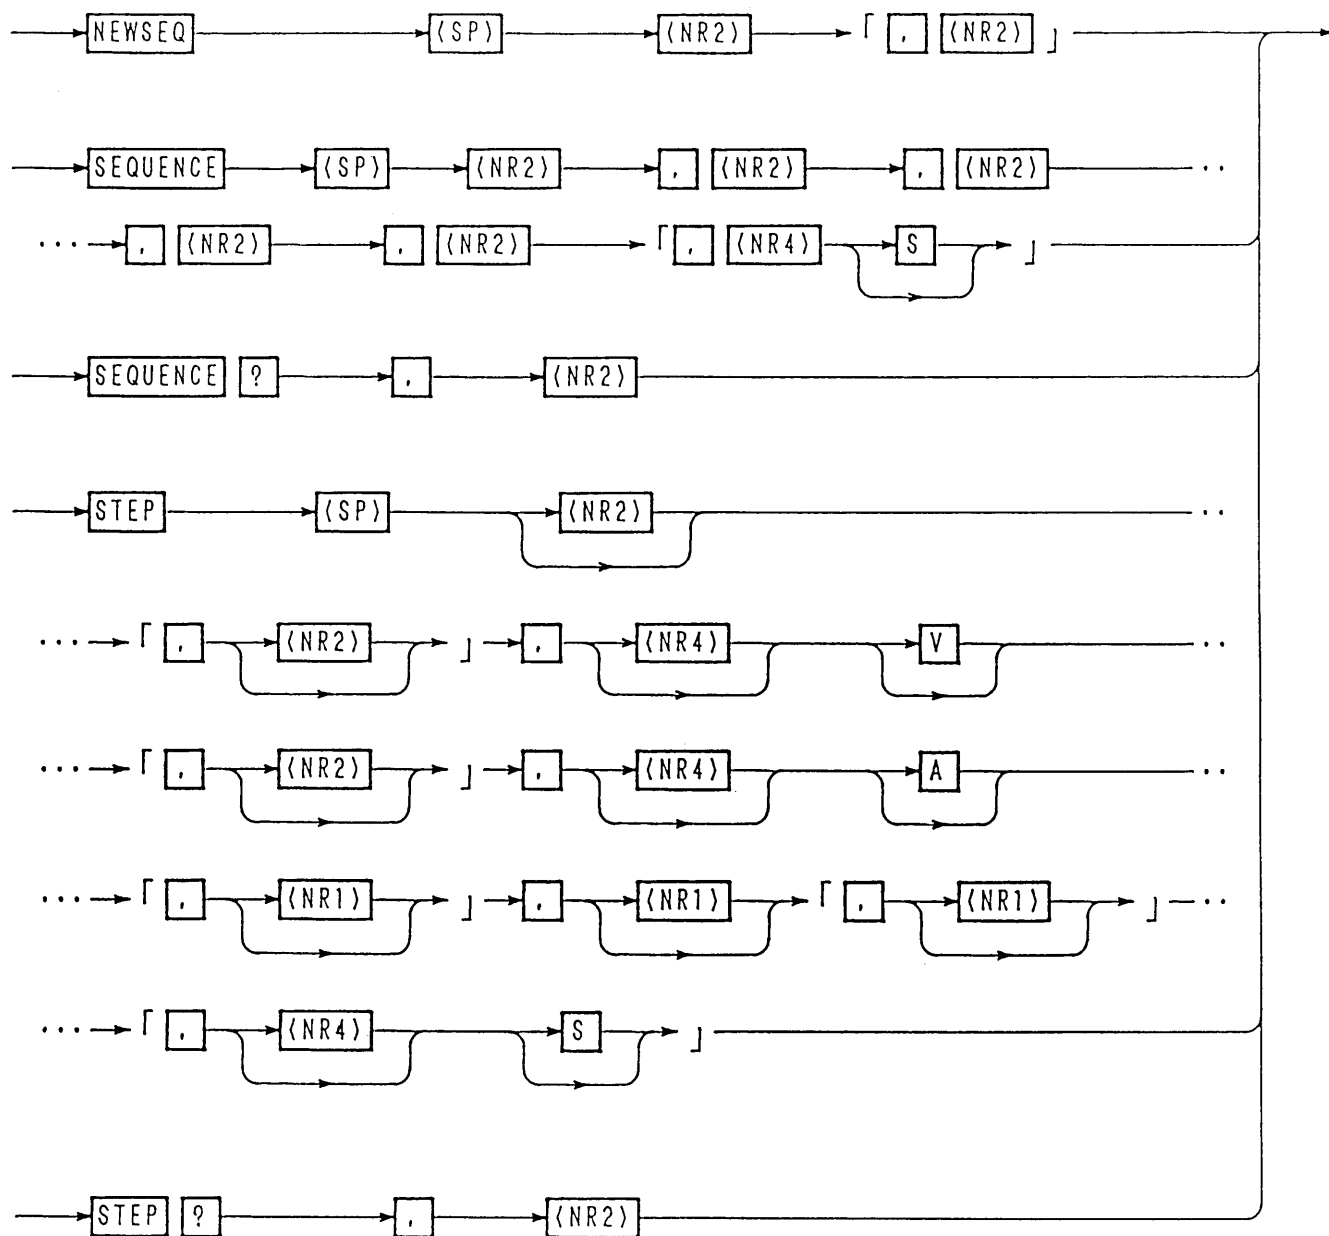 NEWSEQ ⟨SP⟩ ⟨NR2⟩ ⌈ , ⟨NR2⟩ ⌋
SEQUENCE ⟨SP⟩ ⟨NR2⟩ , ⟨NR2⟩ , ⟨NR2⟩ ··
··· , ⟨NR2⟩ , ⟨NR2⟩ ⌈ , ⟨NR4⟩ S ⌋
SEQUENCE ? , ⟨NR2⟩
STEP ⟨SP⟩ ⟨NR2⟩ ··
··· ⌈ , ⟨NR2⟩ ⌋ , ⟨NR4⟩ V ··
··· ⌈ , ⟨NR2⟩ ⌋ , ⟨NR4⟩ A ··
··· ⌈ , ⟨NR1⟩ ⌋ , ⟨NR1⟩ ⌈ , ⟨NR1⟩ ⌋ ··
··· ⌈ , ⟨NR4⟩ S ⌋
STEP ? , ⟨NR2⟩